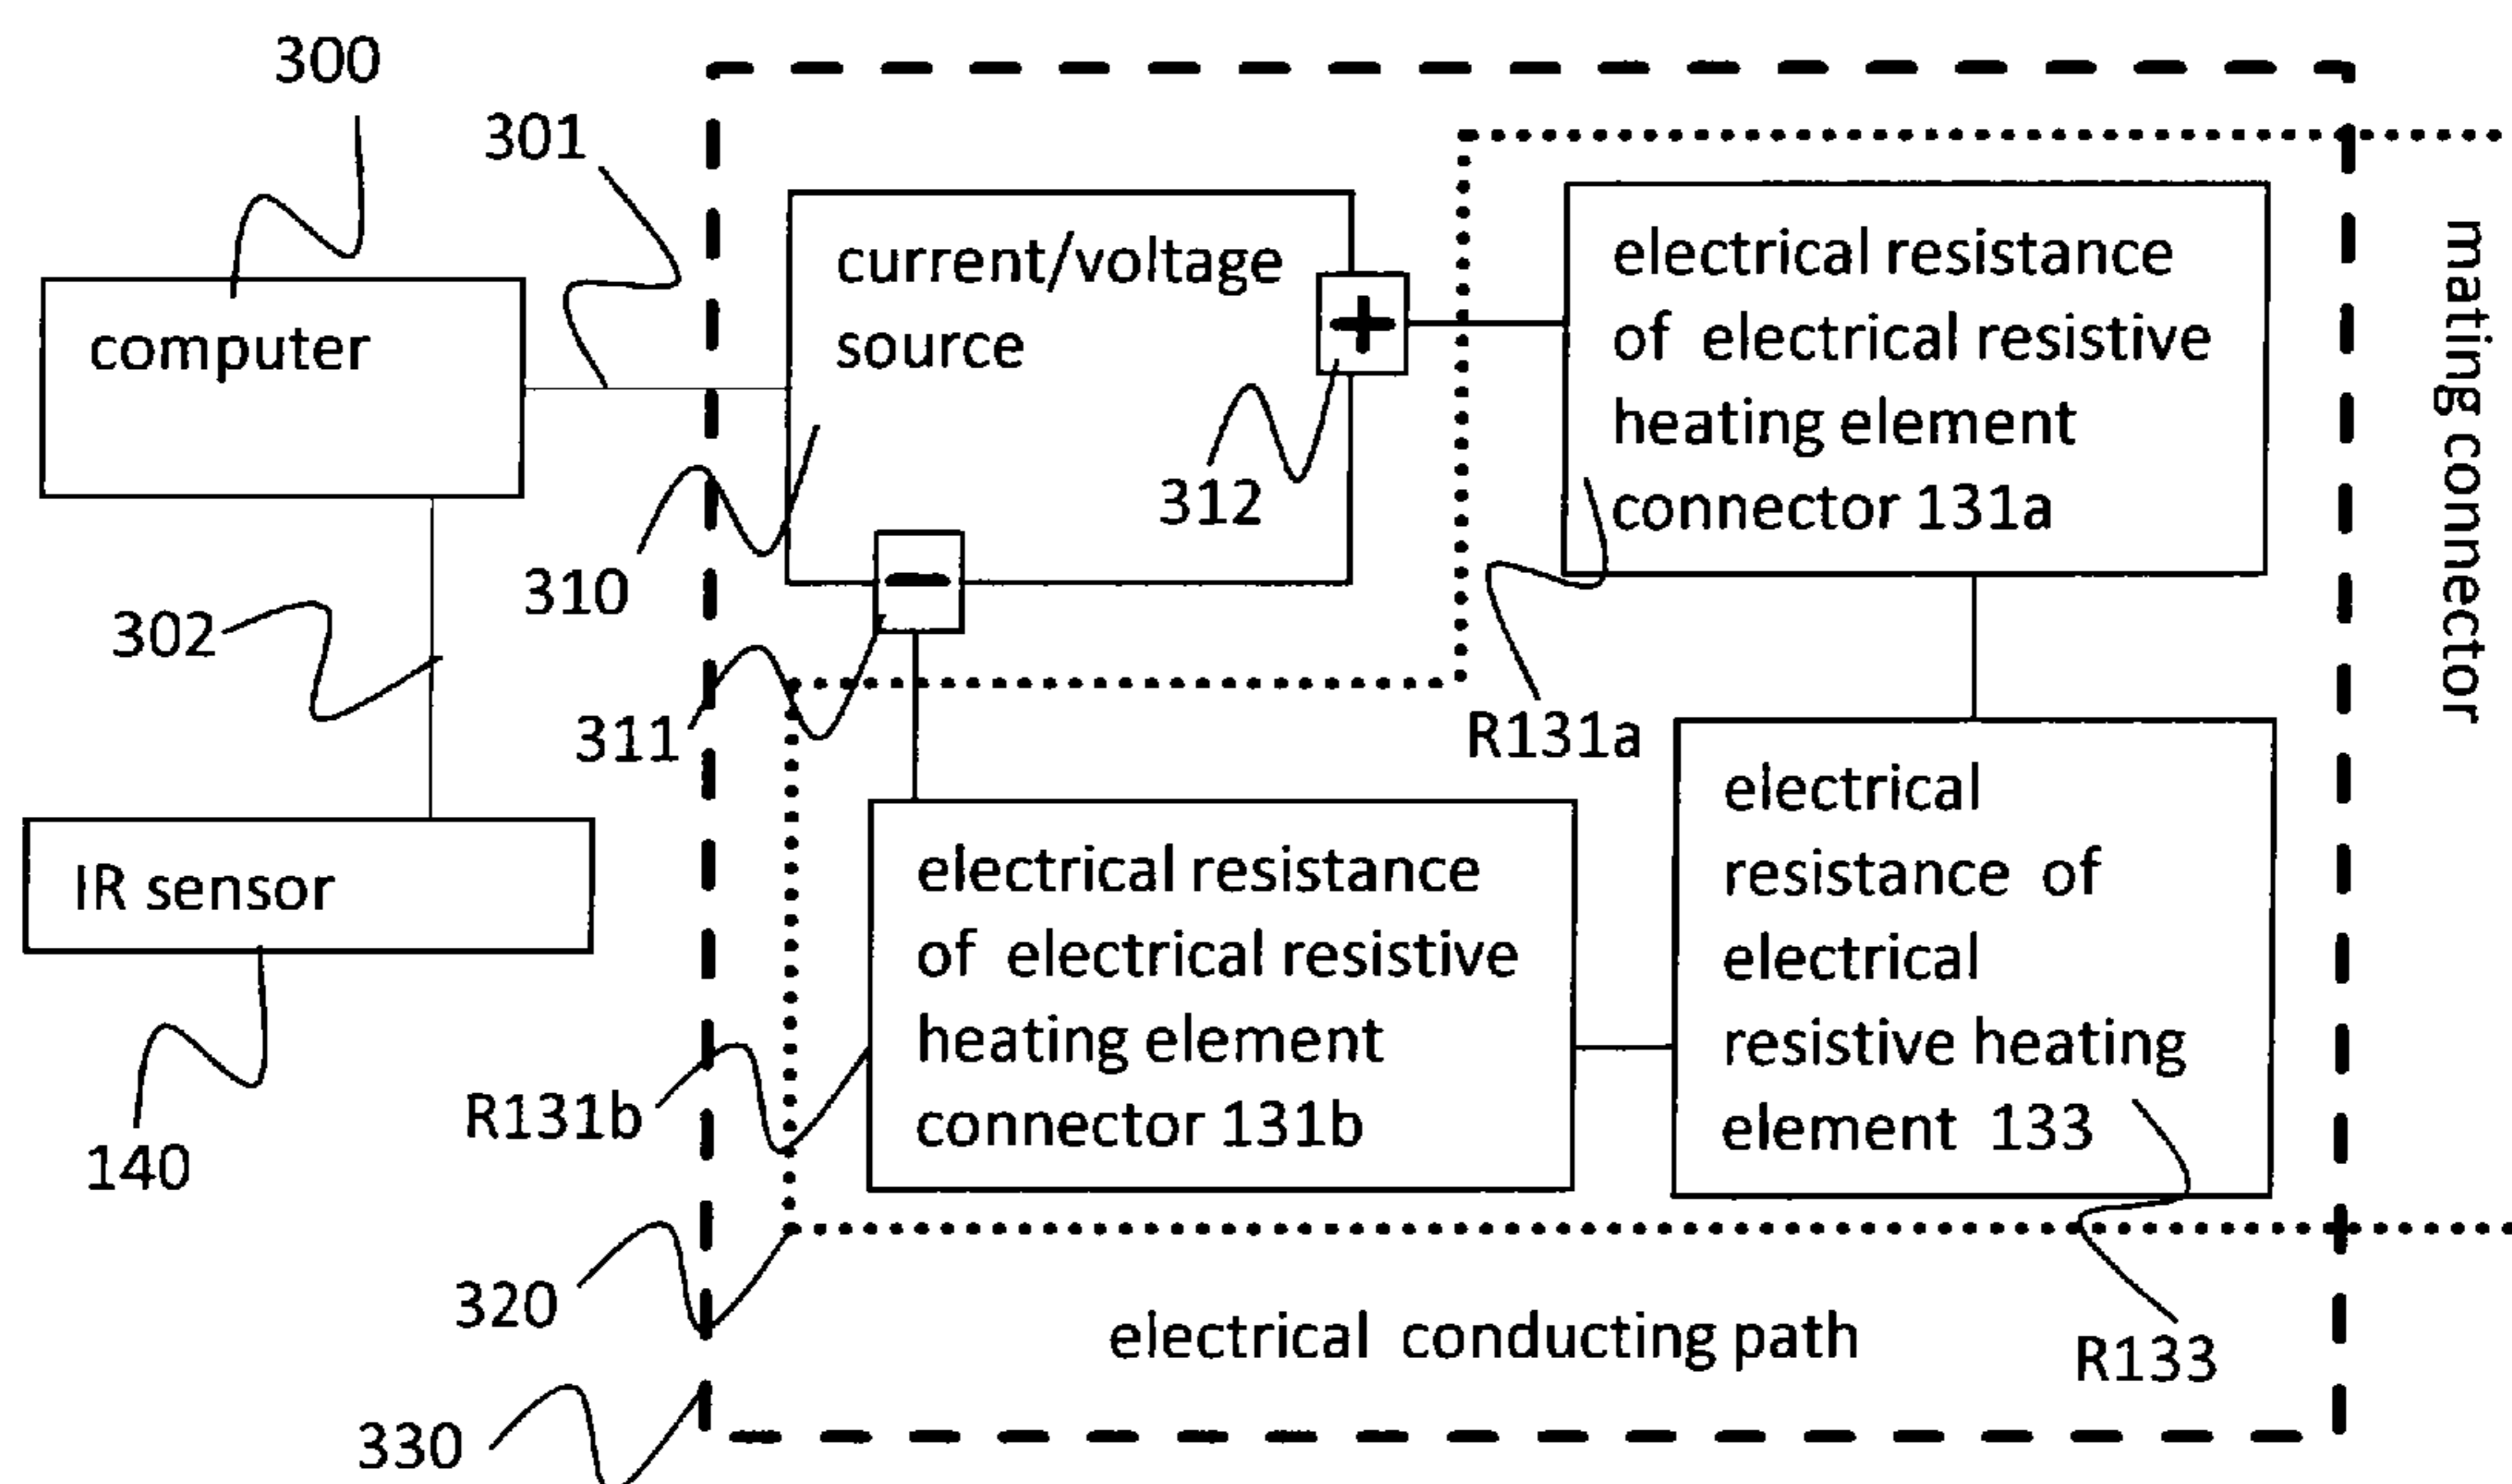 300
301
computer
current/voltage
source
+
312
310
–
311
302
IR sensor
140
electrical resistance
of electrical resistive
heating element
connector 131a
R131a
mating connector
electrical resistance
of electrical resistive
heating element
connector 131b
R131b
electrical
resistance of
electrical
resistive heating
element 133
R133
320
electrical conducting path
330